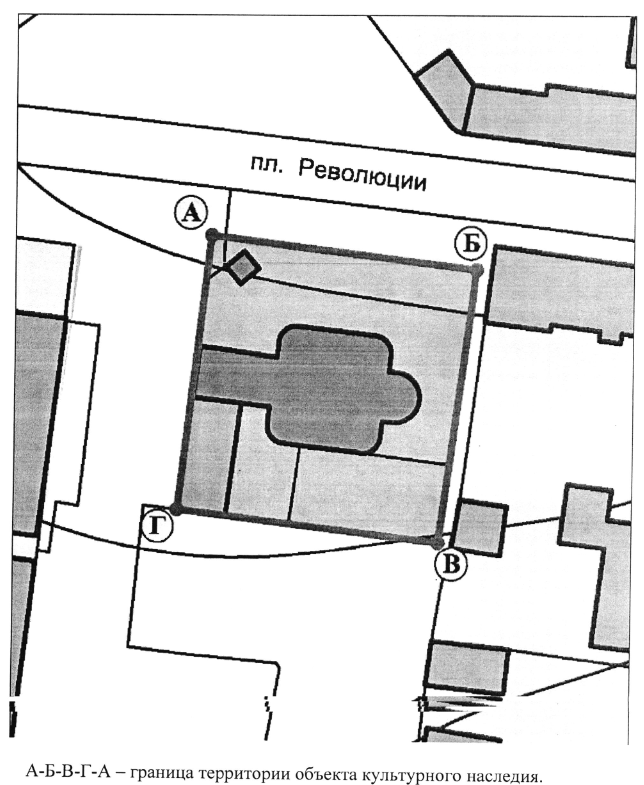 пл. Революции
А
Б
Г
В
А-Б-В-Г-А – граница территории объекта культурного наследия.